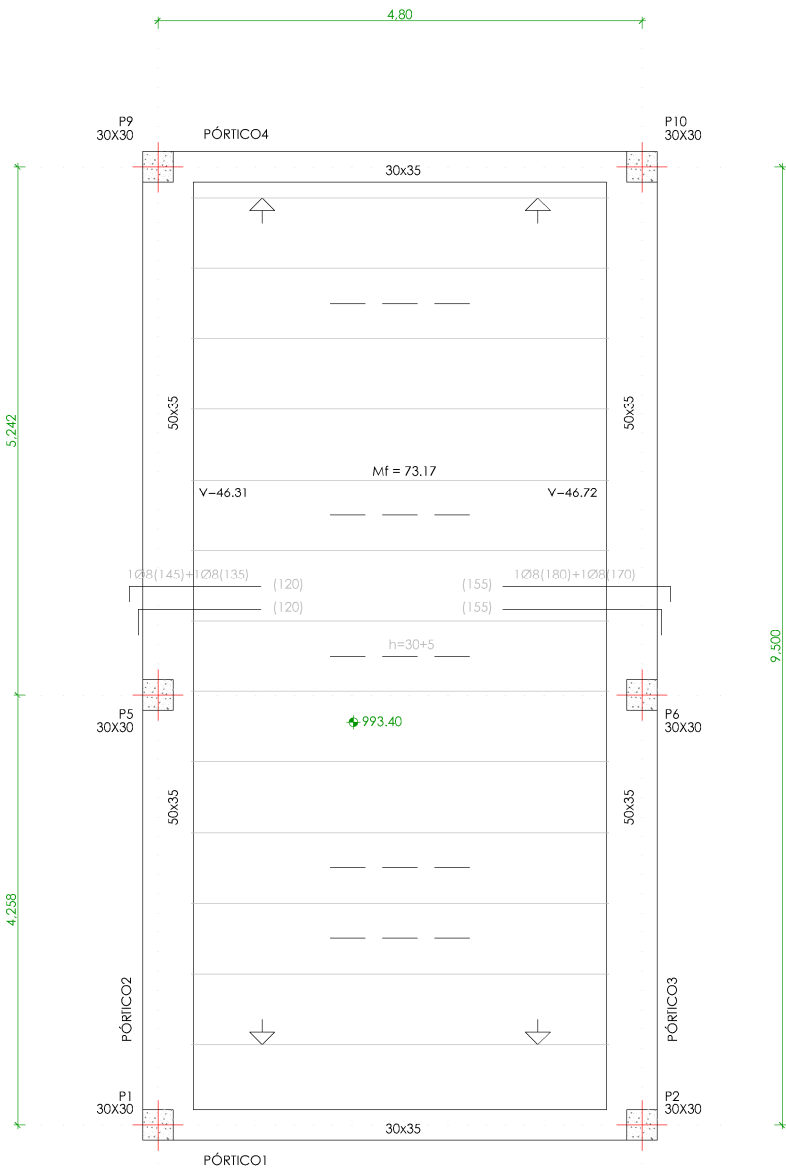 4,80
P9
30X30
PÓRTICO4
P10
30X30
30x35
50x35
50x35
5,242
Mf = 73.17
V-46.31
V-46.72
1Ø8(145)+1Ø8(135)
(120)
(155)
1Ø8(180)+1Ø8(170)
(120)
(155)
h=30+5
9,500
P5
30X30
993.40
P6
30X30
50x35
50x35
4,258
PÓRTICO2
PÓRTICO3
P1
30X30
P2
30X30
30x35
PÓRTICO1